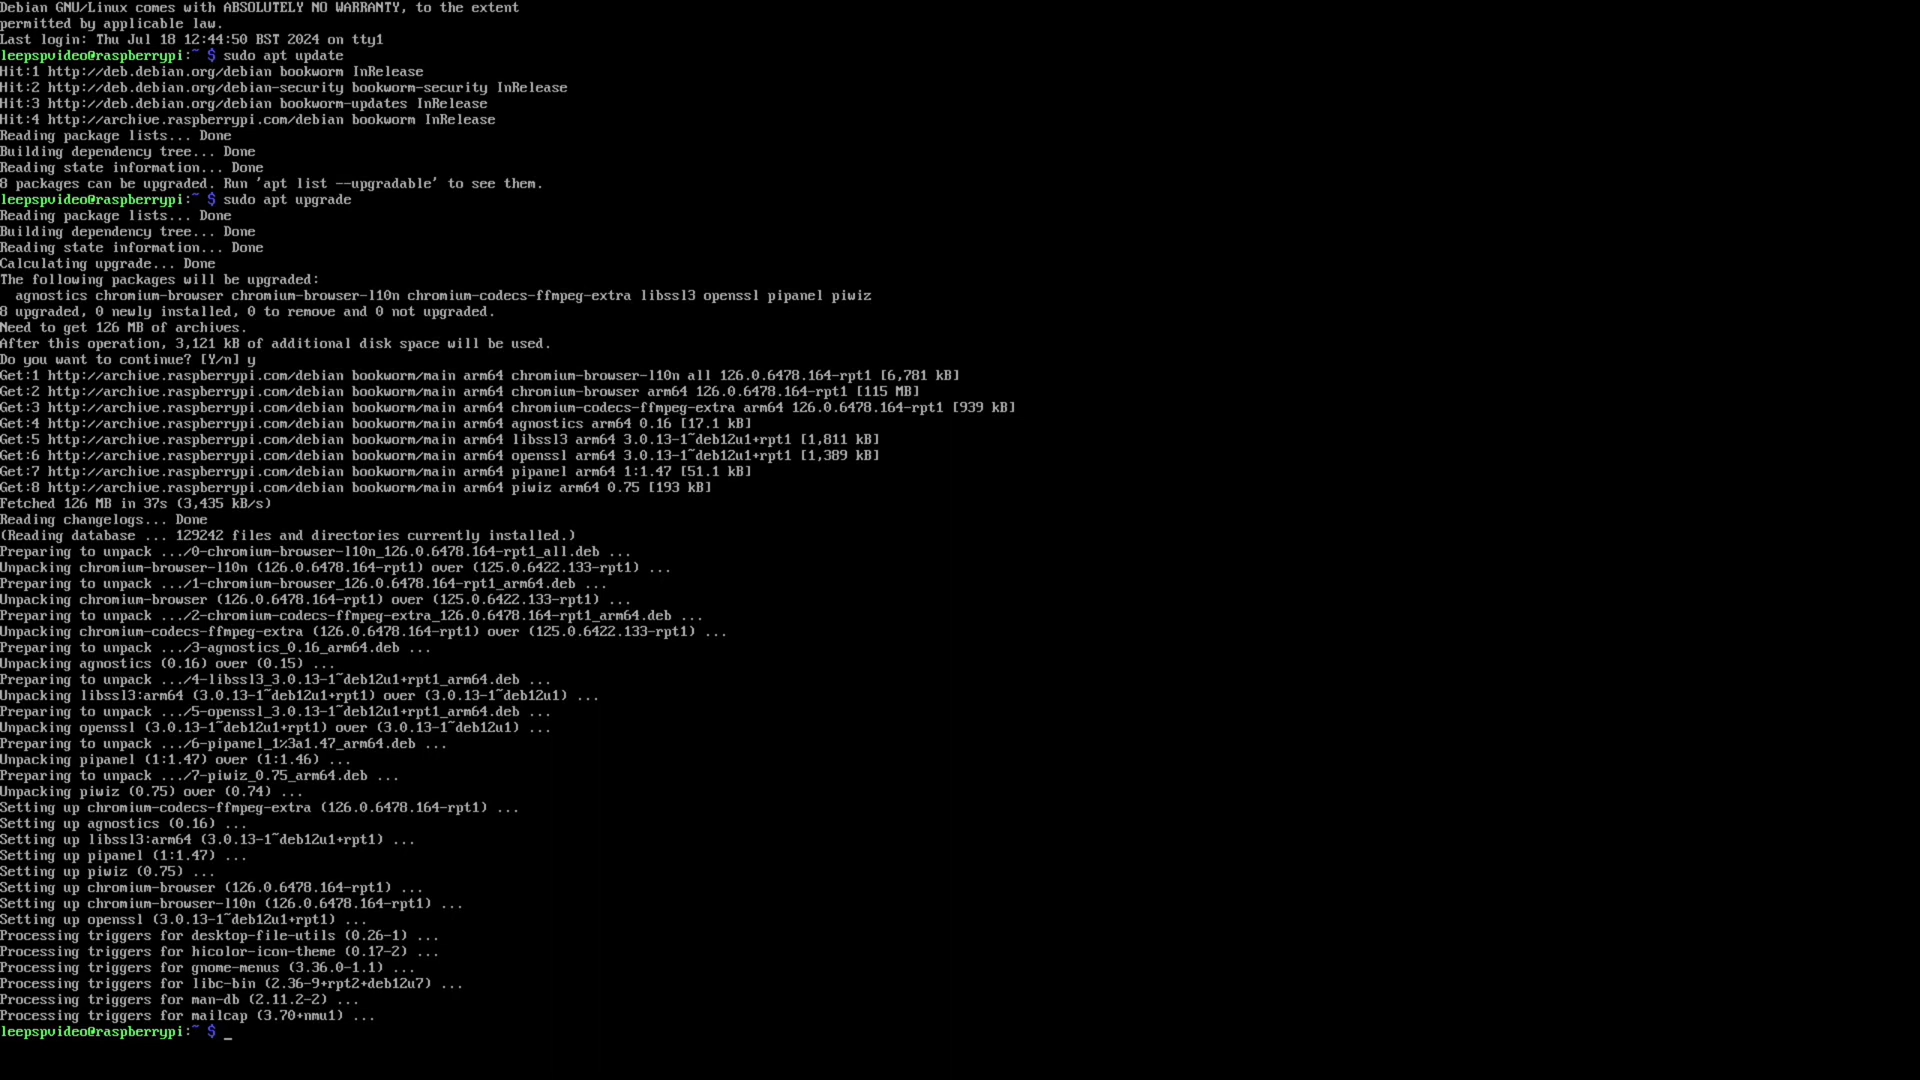 Debian GNU/Linux comes with ABSOLUTELY NO WARRANTY, to the extent
permitted by applicable law.
Last login: Thu Jul 18 12:44:50 BST 2024 on tty1
leepspvideo@raspberrypi:~ $ sudo apt update
Hit:1 http://deb.debian.org/debian bookworm InRelease
Hit:2 http://deb.debian.org/debian-security bookworm-security InRelease
Hit:3 http://deb.debian.org/debian bookworm-updates InRelease
Hit:4 http://archive.raspberrypi.com/debian bookworm InRelease
Reading package lists... Done
Building dependency tree... Done
Reading state information... Done
8 packages can be upgraded. Run 'apt list --upgradable' to see them.
leepspvideo@raspberrypi:~ $ sudo apt upgrade
Reading package lists... Done
Building dependency tree... Done
Reading state information... Done
Calculating upgrade... Done
The following packages will be upgraded:
  agnostics chromium-browser chromium-browser-l10n chromium-codecs-ffmpeg-extra libssl3 openssl pipanel piwiz
8 upgraded, 0 newly installed, 0 to remove and 0 not upgraded.
Need to get 126 MB of archives.
After this operation, 3,121 kB of additional disk space will be used.
Do you want to continue? [Y/n] y
Get:1 http://archive.raspberrypi.com/debian bookworm/main arm64 chromium-browser-l10n all 126.0.6478.164-rpt1 [6,781 kB]
Get:2 http://archive.raspberrypi.com/debian bookworm/main arm64 chromium-browser arm64 126.0.6478.164-rpt1 [115 MB]
Get:3 http://archive.raspberrypi.com/debian bookworm/main arm64 chromium-codecs-ffmpeg-extra arm64 126.0.6478.164-rpt1 [939 kB]
Get:4 http://archive.raspberrypi.com/debian bookworm/main arm64 agnostics arm64 0.16 [17.1 kB]
Get:5 http://archive.raspberrypi.com/debian bookworm/main arm64 libssl3 arm64 3.0.13-1~deb12u1+rpt1 [1,811 kB]
Get:6 http://archive.raspberrypi.com/debian bookworm/main arm64 openssl arm64 3.0.13-1~deb12u1+rpt1 [1,389 kB]
Get:7 http://archive.raspberrypi.com/debian bookworm/main arm64 pipanel arm64 1:1.47 [51.1 kB]
Get:8 http://archive.raspberrypi.com/debian bookworm/main arm64 piwiz arm64 0.75 [193 kB]
Fetched 126 MB in 37s (3,435 kB/s)
Reading changelogs... Done
(Reading database ... 129242 files and directories currently installed.)
Preparing to unpack .../0-chromium-browser-l10n_126.0.6478.164-rpt1_all.deb ...
Unpacking chromium-browser-l10n (126.0.6478.164-rpt1) over (125.0.6422.133-rpt1) ...
Preparing to unpack .../1-chromium-browser_126.0.6478.164-rpt1_arm64.deb ...
Unpacking chromium-browser (126.0.6478.164-rpt1) over (125.0.6422.133-rpt1) ...
Preparing to unpack .../2-chromium-codecs-ffmpeg-extra_126.0.6478.164-rpt1_arm64.deb ...
Unpacking chromium-codecs-ffmpeg-extra (126.0.6478.164-rpt1) over (125.0.6422.133-rpt1) ...
Preparing to unpack .../3-agnostics_0.16_arm64.deb ...
Unpacking agnostics (0.16) over (0.15) ...
Preparing to unpack .../4-libssl3_3.0.13-1~deb12u1+rpt1_arm64.deb ...
Unpacking libssl3:arm64 (3.0.13-1~deb12u1+rpt1) over (3.0.13-1~deb12u1) ...
Preparing to unpack .../5-openssl_3.0.13-1~deb12u1+rpt1_arm64.deb ...
Unpacking openssl (3.0.13-1~deb12u1+rpt1) over (3.0.13-1~deb12u1) ...
Preparing to unpack .../6-pipanel_1%3a1.47_arm64.deb ...
Unpacking pipanel (1:1.47) over (1:1.46) ...
Preparing to unpack .../7-piwiz_0.75_arm64.deb ...
Unpacking piwiz (0.75) over (0.74) ...
Setting up chromium-codecs-ffmpeg-extra (126.0.6478.164-rpt1) ...
Setting up agnostics (0.16) ...
Setting up libssl3:arm64 (3.0.13-1~deb12u1+rpt1) ...
Setting up pipanel (1:1.47) ...
Setting up piwiz (0.75) ...
Setting up chromium-browser (126.0.6478.164-rpt1) ...
Setting up chromium-browser-l10n (126.0.6478.164-rpt1) ...
Setting up openssl (3.0.13-1~deb12u1+rpt1) ...
Processing triggers for desktop-file-utils (0.26-1) ...
Processing triggers for hicolor-icon-theme (0.17-2) ...
Processing triggers for gnome-menus (3.36.0-1.1) ...
Processing triggers for libc-bin (2.36-9+rpt2+deb12u7) ...
Processing triggers for man-db (2.11.2-2) ...
Processing triggers for mailcap (3.70+nmu1) ...
leepspvideo@raspberrypi:~ $ _